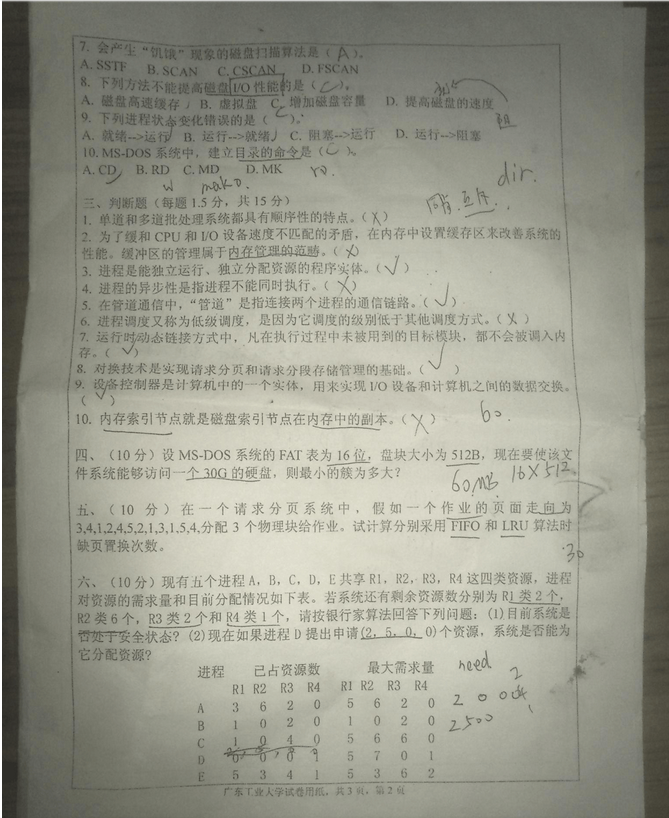 7. 会产生“饥饿”现象的磁盘扫描算法是（A）。
A. SSTF B. SCAN C. CSCAN D. FSCAN
8. 下列方法不能提高磁盘I/O性能的是（C）。
A. 磁盘高速缓存 B. 虚拟盘 C. 增加磁盘容量 D. 提高磁盘的速度
9. 下列进程状态变化错误的是（C）。
阻
A. 就绪-->运行 B. 运行-->就绪 C. 阻塞-->运行 D. 运行-->阻塞
10. MS-DOS 系统中，建立目录的命令是（C）。
A. CD B. RD C. MD D. MK
dir.
三、判断题（每题 1.5 分，共 15 分）
1. 单道和多道批处理系统都具有顺序性的特点。（X）
2. 为了缓和 CPU 和 I/O 设备速度不匹配的矛盾，在内存中设置缓存区来改善系统的
性能。缓冲区的管理属于内存管理的范畴。（X）
3. 进程是能独立运行、独立分配资源的程序实体。（√）
4. 进程的异步性是指进程不能同时执行。（X）
5. 在管道通信中，“管道”是指连接两个进程的通信链路。（√）
6. 进程调度又称为低级调度，是因为它调度的级别低于其他调度方式。（X）
7. 运行时动态链接方式中，凡在执行过程中未被用到的目标模块，都不会被调入内
存。（√）
8. 对换技术是实现请求分页和请求分段存储管理的基础。（√）
9. 设备控制器是计算机中的一个实体，用来实现 I/O 设备和计算机之间的数据交换。
（√）
10. 内存索引节点就是磁盘索引节点在内存中的副本。（X）
60.
四、（10 分）设 MS-DOS 系统的 FAT 表为 16 位，盘块大小为 512B，现在要使该文
件系统能够访问一个 30G 的硬盘，则最小的簇为多大？
60MB 16X512
五、（10 分）在一个请求分页系统中，假如一个作业的页面走向为
3,4,1,2,4,5,2,1,3,1,5,4,分配 3 个物理块给作业。试计算分别采用 FIFO 和 LRU 算法时
缺页置换次数。
30
六、（10 分）现有五个进程 A，B，C，D，E 共享 R1，R2，R3，R4 这四类资源，进程
对资源的需求量和目前分配情况如下表。若系统还有剩余资源数分别为 R1 类 2 个，
R2 类 6 个，R3 类 2 个和 R4 类 1 个，请按银行家算法回答下列问题：(1)目前系统是
否处于安全状态？(2)现在如果进程 D 提出申请(2，5，0，0)个资源，系统是否能为
它分配资源？
进程 已占资源数 最大需求量 need
R1 R2 R3 R4 R1 R2 R3 R4
A 3 6 2 0 5 6 2 0 2 0 0
B 1 0 2 0 1 0 2 0 2500
C 1 0 4 0 5 6 6 0
D 0 0 0 1 5 7 0 1
E 5 3 4 1 5 3 6 2
广东工业大学试卷用纸，共 3 页，第 2 页